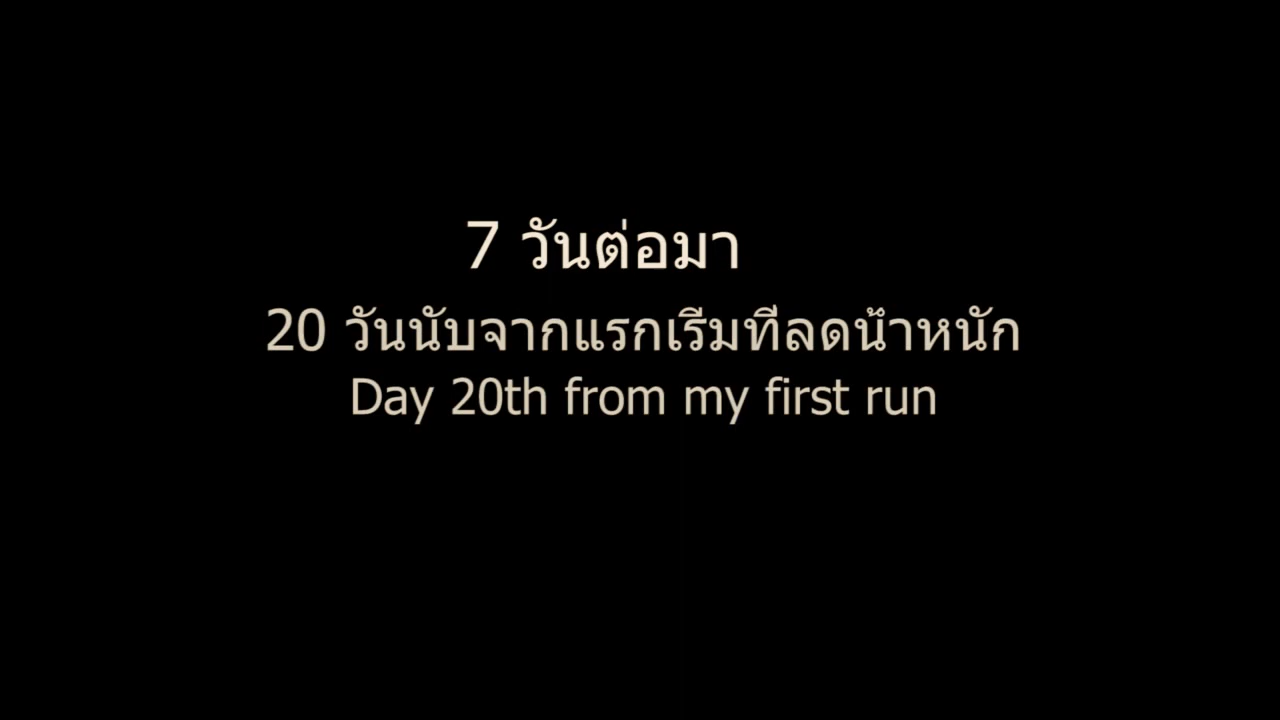 7 วันต่อมา
20 วันนับจากแรกเริ่มที่ลดน้ำหนัก
Day 20th from my first run